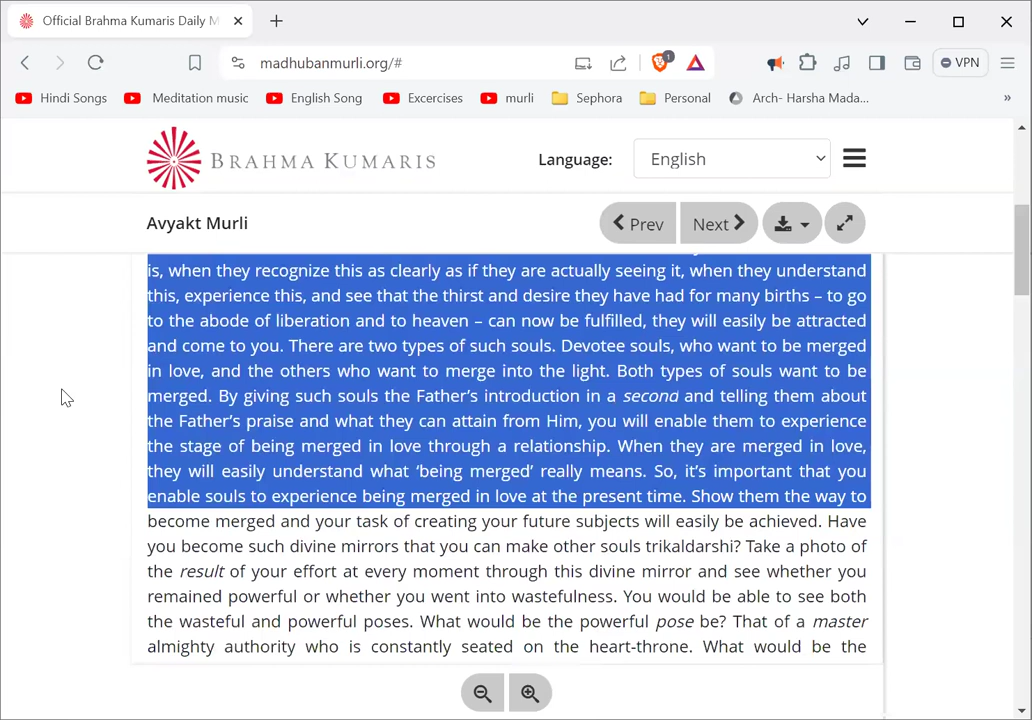 Official Brahma Kumaris Daily M
madhubanmurli.org/#
1
VPN
Hindi Songs
Meditation music
English Song
Excercises
murli
Sephora
Personal
Arch- Harsha Mada...
»
BRAHMA KUMARIS
Language:
English
Avyakt Murli
Prev
Next
is, when they recognize this as clearly as if they are actually seeing it, when they understand
this, experience this, and see that the thirst and desire they have had for many births – to go
to the abode of liberation and to heaven – can now be fulfilled, they will easily be attracted
and come to you. There are two types of such souls. Devotee souls, who want to be merged
in love, and the others who want to merge into the light. Both types of souls want to be
merged. By giving such souls the Father’s introduction in a second and telling them about
the Father’s praise and what they can attain from Him, you will enable them to experience
the stage of being merged in love through a relationship. When they are merged in love,
they will easily understand what ‘being merged’ really means. So, it’s important that you
enable souls to experience being merged in love at the present time. Show them the way to
become merged and your task of creating your future subjects will easily be achieved. Have
you become such divine mirrors that you can make other souls trikaldarshi? Take a photo of
the result of your effort at every moment through this divine mirror and see whether you
remained powerful or whether you went into wastefulness. You would be able to see both
the wasteful and powerful poses. What would be the powerful pose be? That of a master
almighty authority who is constantly seated on the heart-throne. What would be the